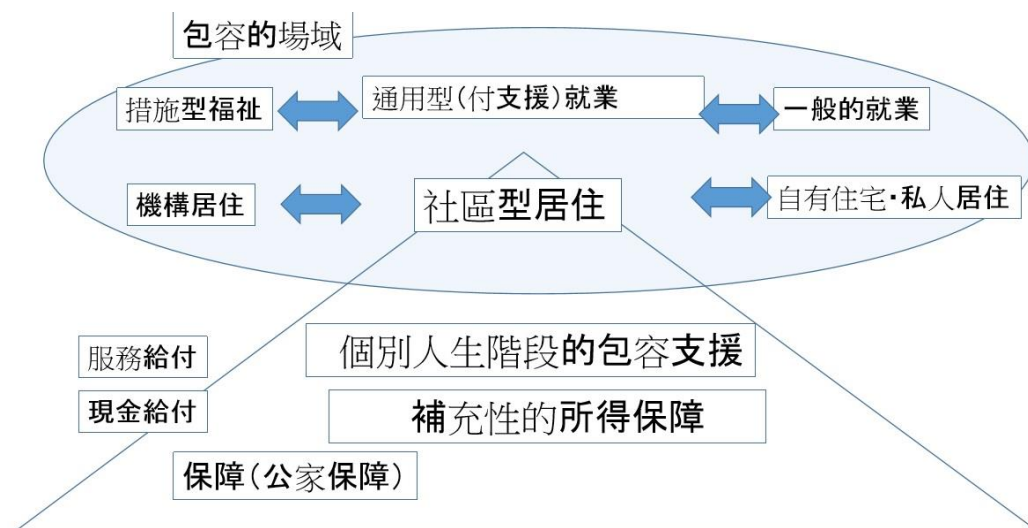 包容的場域
措施型福祉
通用型(付支援)就業
一般的就業
機構居住
社區型居住
自有住宅･私人居住
服務給付
個別人生階段的包容支援
現金給付
補充性的所得保障
保障(公家保障)